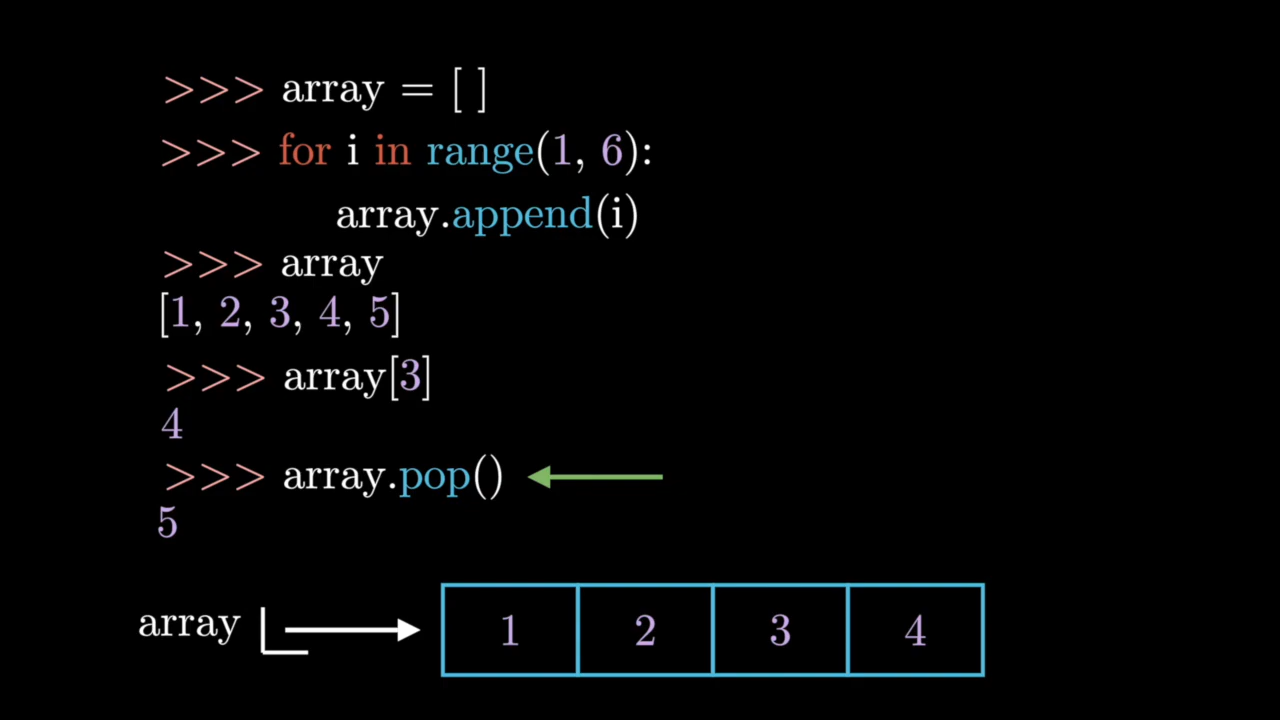 >>> array = [ ]
>>> for i in range(1, 6):
array.append(i)
>>> array
[1, 2, 3, 4, 5]
>>> array[3]
4
>>> array.pop()
5
array 1 2 3 4